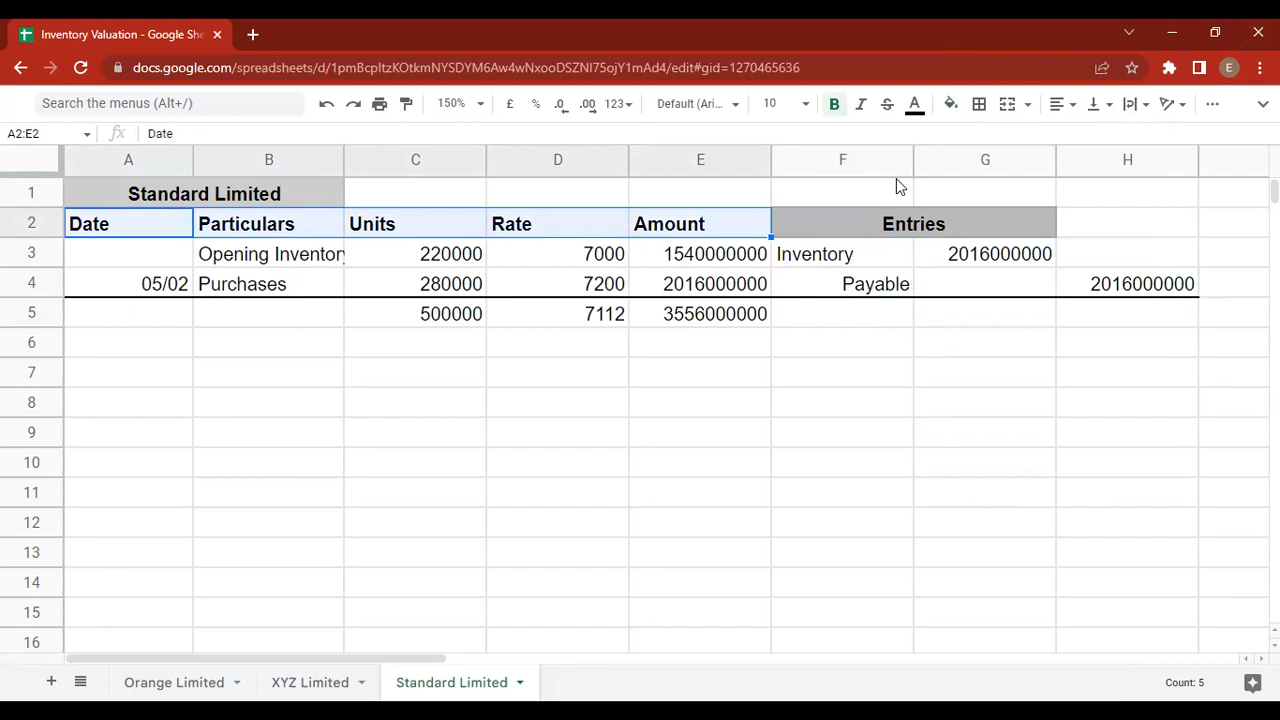 Inventory Valuation - Google She
docs.google.com/spreadsheets/d/1pmBcpltzKOtkmNYSDYM6Aw4wNxooDSZNI75ojY1mAd4/edit#gid=1270465636
E
Search the menus (Alt+/)
150%
£
%
.0
.00
123
Default (Ari...
10
B
I
S
A
A2:E2
fx
Date
A B C D E F G H
1 Standard Limited
2 Date Particulars Units Rate Amount Entries
3 Opening Inventory 220000 7000 1540000000 Inventory 2016000000
4 05/02 Purchases 280000 7200 2016000000 Payable 2016000000
5 500000 7112 3556000000
6
7
8
9
10
11
12
13
14
15
16
Orange Limited
XYZ Limited
Standard Limited
Count: 5